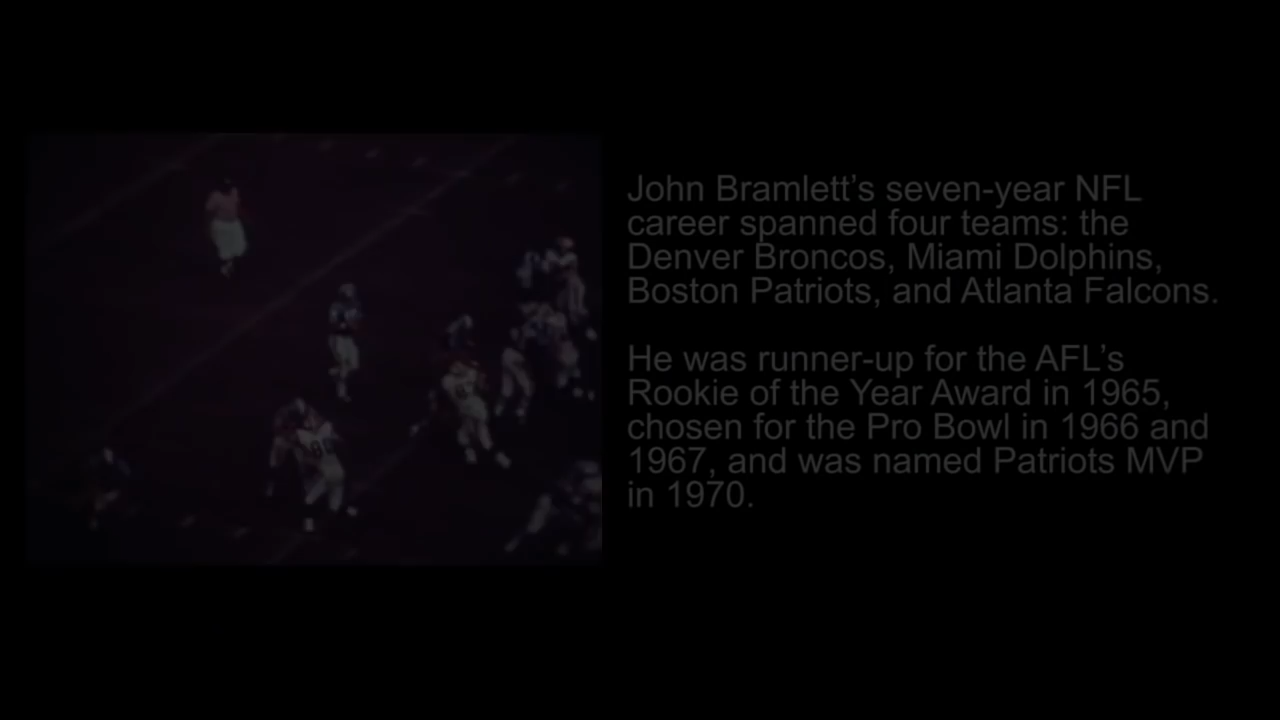 John Bramlett’s seven-year NFL
career spanned four teams: the
Denver Broncos, Miami Dolphins,
Boston Patriots, and Atlanta Falcons.
He was runner-up for the AFL’s
Rookie of the Year Award in 1965,
chosen for the Pro Bowl in 1966 and
1967, and was named Patriots MVP
in 1970.